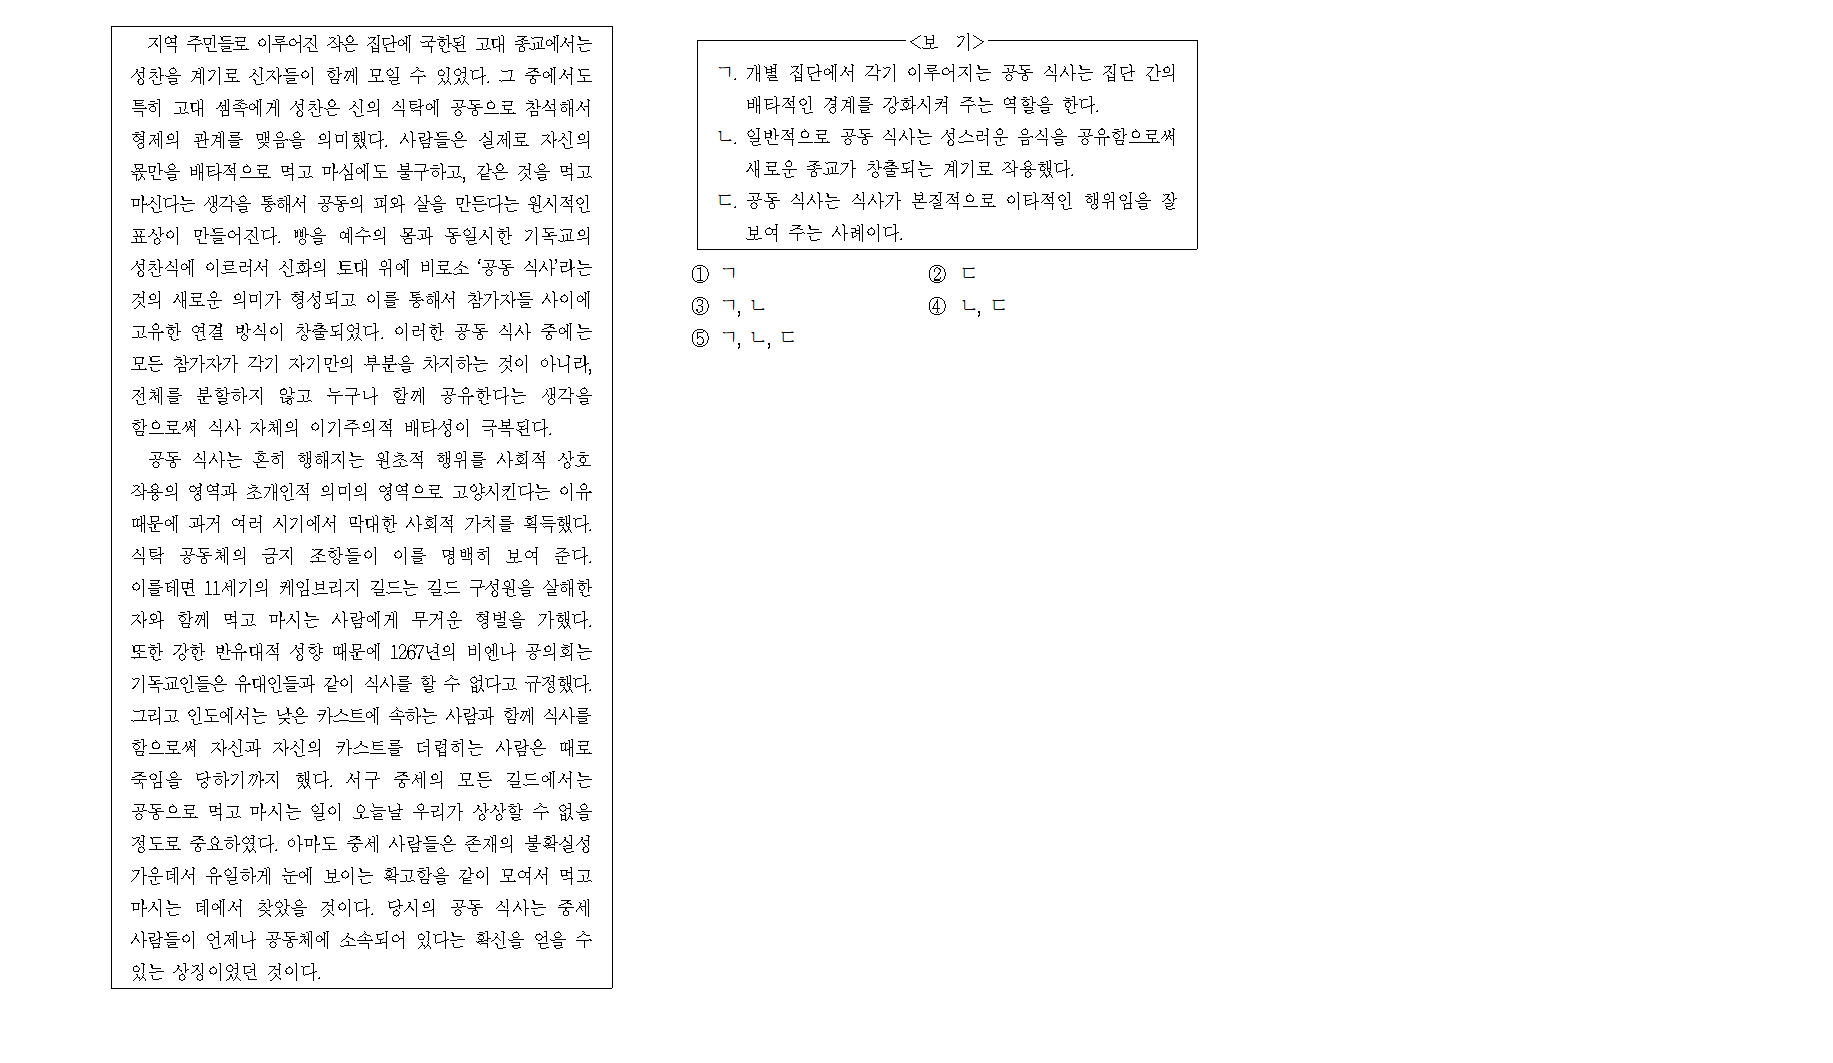 지역 주민들로 이루어진 작은 집단에 국한된 고대 종교에서는
성찬을 계기로 신자들이 함께 모일 수 있었다. 그 중에서도
특히 고대 셈족에게 성찬은 신의 식탁에 공동으로 참석해서
형제의 관계를 맺음을 의미했다. 사람들은 실제로 자신의
몫만을 배타적으로 먹고 마심에도 불구하고, 같은 것을 먹고
마신다는 생각을 통해서 공동의 피와 살을 만든다는 원시적인
표상이 만들어진다. 빵을 예수의 몸과 동일시한 기독교의
성찬식에 이르러서 신화의 토대 위에 비로소 ‘공동 식사’라는
것의 새로운 의미가 형성되고 이를 통해서 참가자들 사이에
고유한 연결 방식이 창출되었다. 이러한 공동 식사 중에는
모든 참가자가 각기 자기만의 부분을 차지하는 것이 아니라,
전체를 분할하지 않고 누구나 함께 공유한다는 생각을
함으로써 식사 자체의 이기주의적 배타성이 극복된다.
공동 식사는 흔히 행해지는 원초적 행위를 사회적 상호
작용의 영역과 초개인적 의미의 영역으로 고양시킨다는 이유
때문에 과거 여러 시기에서 막대한 사회적 가치를 획득했다.
식탁 공동체의 금지 조항들이 이를 명백히 보여 준다.
이를테면 11세기의 케임브리지 길드는 길드 구성원을 살해한
자와 함께 먹고 마시는 사람에게 무거운 형벌을 가했다.
또한 강한 반유대적 성향 때문에 1267년의 비엔나 공의회는
기독교인들은 유대인들과 같이 식사를 할 수 없다고 규정했다.
그리고 인도에서는 낮은 카스트에 속하는 사람과 함께 식사를
함으로써 자신과 자신의 카스트를 더럽히는 사람은 때로
죽임을 당하기까지 했다. 서구 중세의 모든 길드에서는
공동으로 먹고 마시는 일이 오늘날 우리가 상상할 수 없을
정도로 중요하였다. 아마도 중세 사람들은 존재의 불확실성
가운데서 유일하게 눈에 보이는 확고함을 같이 모여서 먹고
마시는 데에서 찾았을 것이다. 당시의 공동 식사는 중세
사람들이 언제나 공동체에 소속되어 있다는 확신을 얻을 수
있는 상징이었던 것이다.
<보 기>
ㄱ. 개별 집단에서 각기 이루어지는 공동 식사는 집단 간의
배타적인 경계를 강화시켜 주는 역할을 한다.
ㄴ. 일반적으로 공동 식사는 성스러운 음식을 공유함으로써
새로운 종교가 창출되는 계기로 작용했다.
ㄷ. 공동 식사는 식사가 본질적으로 이타적인 행위임을 잘
보여 주는 사례이다.
① ㄱ ② ㄷ
③ ㄱ, ㄴ ④ ㄴ, ㄷ
⑤ ㄱ, ㄴ, ㄷ